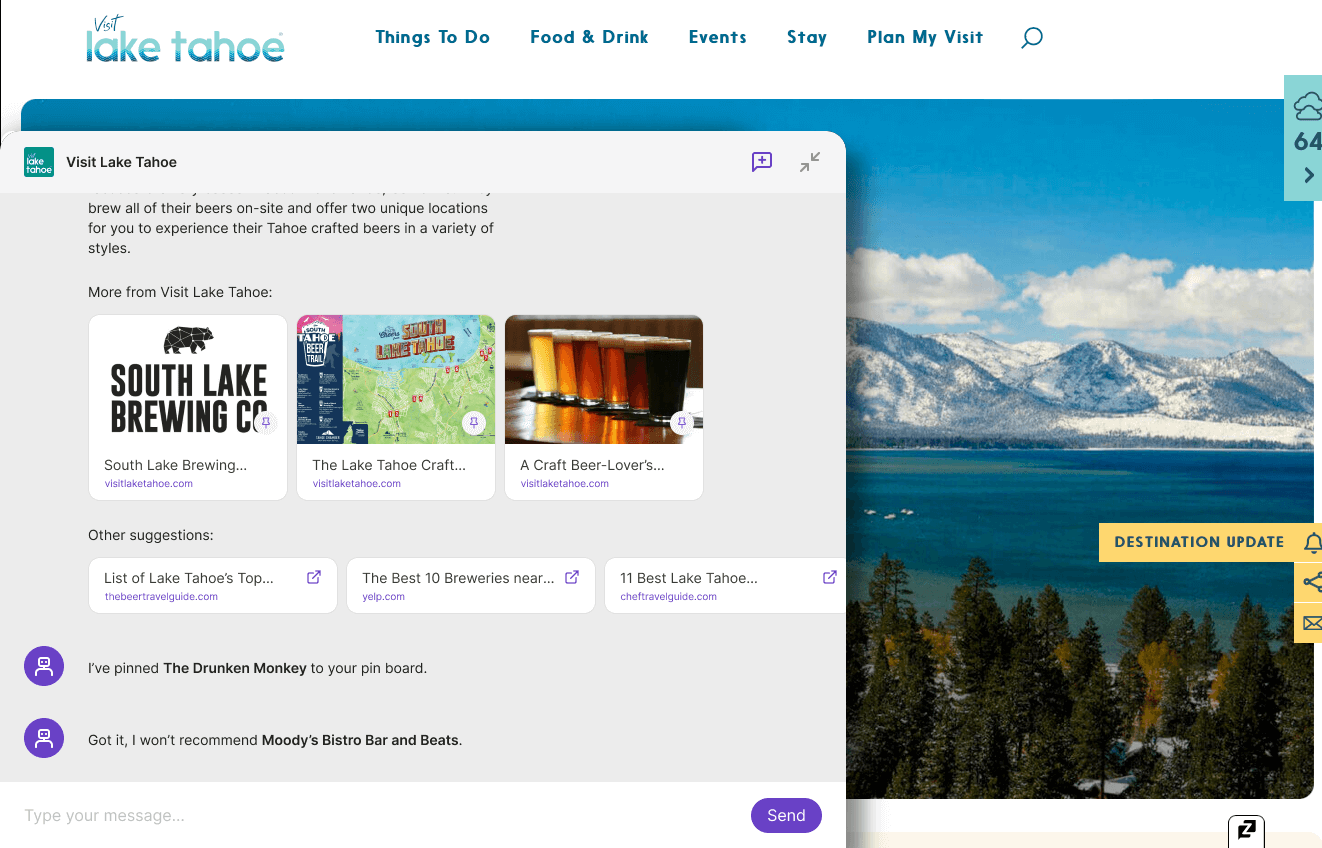 Visit
lake tahoe
Things To Do
Food & Drink
Events
Stay
Plan My Visit
64
visit
lake
tahoe
Visit Lake Tahoe
brew all of their beers on-site and offer two unique locations
for you to experience their Tahoe crafted beers in a variety of
styles.
More from Visit Lake Tahoe:
SOUTH LAKE
BREWING CO
SOUTH
TAHOE
BEER
TRAIL
Cheers
SOUTH
LAKE TAHOE
South Lake Brewing...
visitlaketahoe.com
The Lake Tahoe Craft...
visitlaketahoe.com
A Craft Beer-Lover’s...
visitlaketahoe.com
Other suggestions:
List of Lake Tahoe’s Top...
thebeertravelguide.com
The Best 10 Breweries near...
yelp.com
11 Best Lake Tahoe...
cheftravelguide.com
DESTINATION UPDATE
I’ve pinned The Drunken Monkey to your pin board.
Got it, I won’t recommend Moody’s Bistro Bar and Beats.
Type your message...
Send